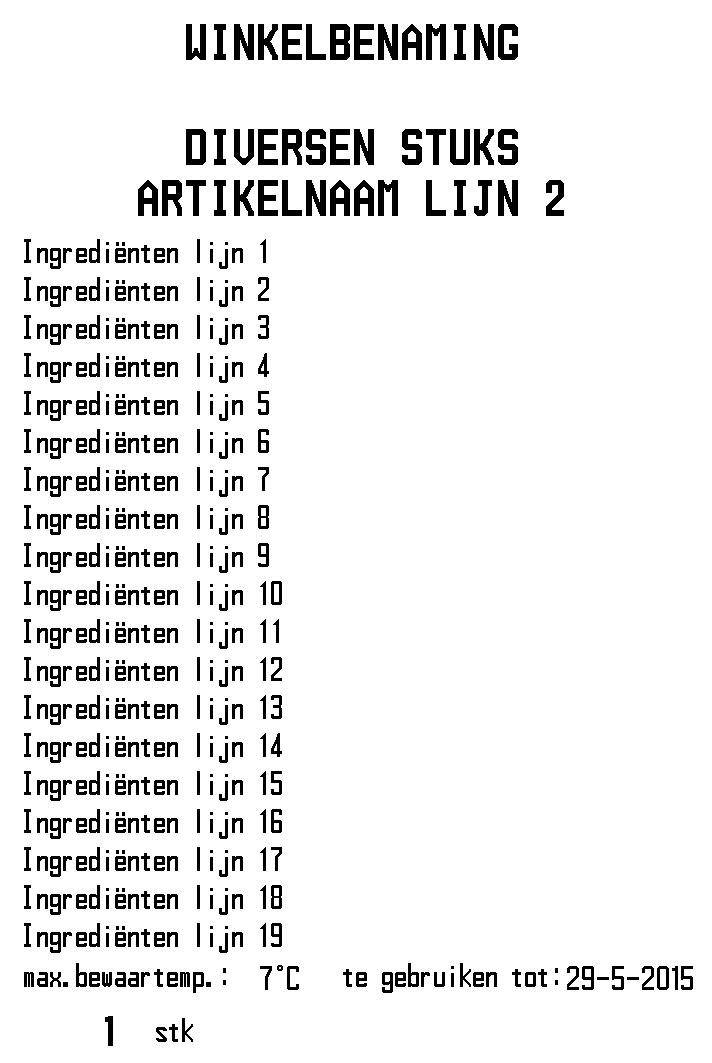 WINKELBENAMING
DIVERSEN STUKS
ARTIKELNAAM LIJN 2
Ingrediënten lijn 1
Ingrediënten lijn 2
Ingrediënten lijn 3
Ingrediënten lijn 4
Ingrediënten lijn 5
Ingrediënten lijn 6
Ingrediënten lijn 7
Ingrediënten lijn 8
Ingrediënten lijn 9
Ingrediënten lijn 10
Ingrediënten lijn 11
Ingrediënten lijn 12
Ingrediënten lijn 13
Ingrediënten lijn 14
Ingrediënten lijn 15
Ingrediënten lijn 16
Ingrediënten lijn 17
Ingrediënten lijn 18
Ingrediënten lijn 19
max.bewaartemp.: 7°C te gebruiken tot:29-5-2015
1 stk